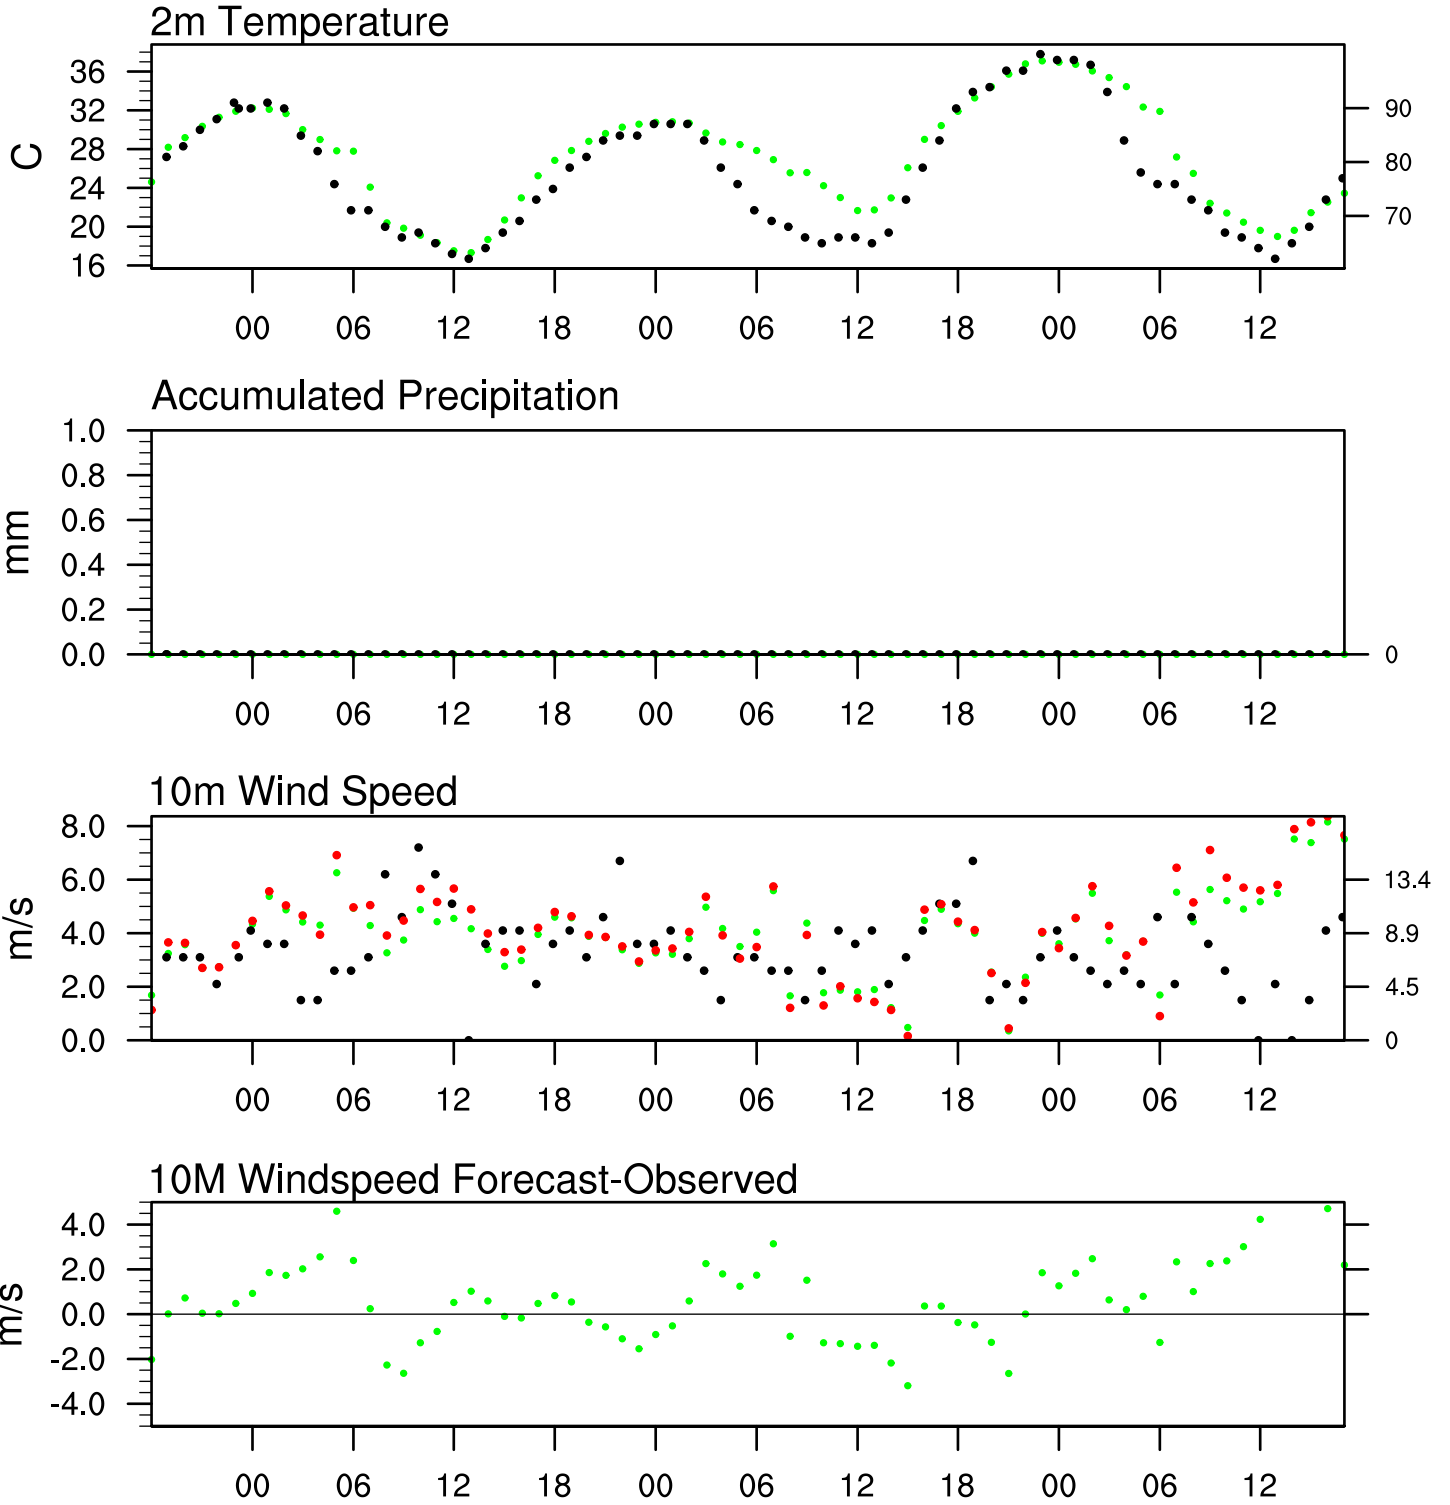 2m Temperature
C
36
32
28
24
20
16
90
80
70
00 06 12 18 00 06 12 18 00 06 12
Accumulated Precipitation
mm
1.0
0.8
0.6
0.4
0.2
0.0
0
00 06 12 18 00 06 12 18 00 06 12
10m Wind Speed
m/s
8.0
6.0
4.0
2.0
0.0
13.4
8.9
4.5
0
00 06 12 18 00 06 12 18 00 06 12
10M Windspeed Forecast-Observed
m/s
4.0
2.0
0.0
-2.0
-4.0
00 06 12 18 00 06 12 18 00 06 12